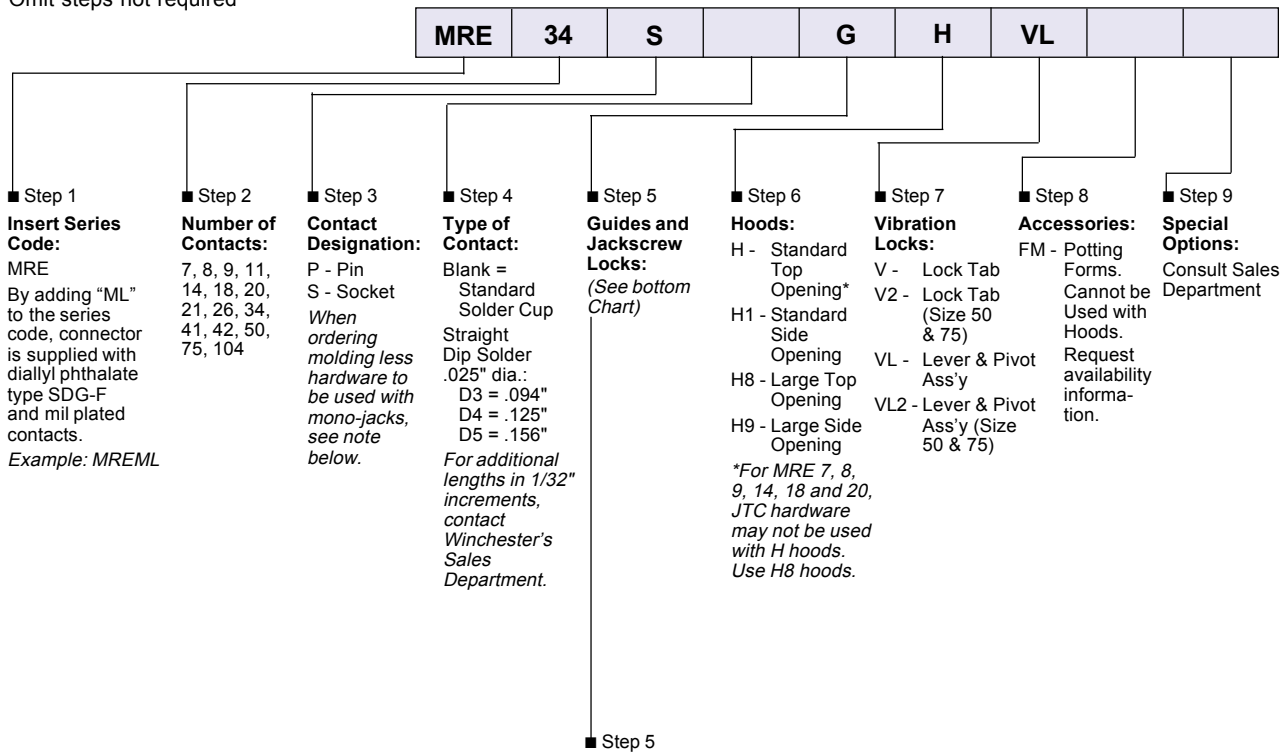 Omit steps not required
MRE 34 S G H VL
■ Step 1
Insert Series
Code:
MRE
By adding “ML”
to the series
code, connector
is supplied with
diallyl phthalate
type SDG-F
and mil plated
contacts.
Example: MREML
■ Step 2
Number of
Contacts:
7, 8, 9, 11,
14, 18, 20,
21, 26, 34,
41, 42, 50,
75, 104
■ Step 3
Contact
Designation:
P - Pin
S - Socket
When
ordering
molding less
hardware to
be used with
mono-jacks,
see note
below.
■ Step 4
Type of
Contact:
Blank =
Standard
Solder Cup
Straight
Dip Solder
.025" dia.:
D3 = .094"
D4 = .125"
D5 = .156"
For additional
lengths in 1/32"
increments,
contact
Winchester’s
Sales
Department.
■ Step 5
Guides and
Jackscrew
Locks:
(See bottom
Chart)
■ Step 6
Hoods:
H - Standard
Top
Opening*
H1 - Standard
Side
Opening
H8 - Large Top
Opening
H9 - Large Side
Opening
*For MRE 7, 8,
9, 14, 18 and 20,
JTC hardware
may not be used
with H hoods.
Use H8 hoods.
■ Step 7
Vibration
Locks:
V - Lock Tab
V2 - Lock Tab
(Size 50
& 75)
VL - Lever & Pivot
Ass’y
VL2 - Lever & Pivot
Ass’y (Size
50 & 75)
■ Step 8
Accessories:
FM - Potting
Forms.
Cannot be
Used with
Hoods.
Request
availability
informa-
tion.
■ Step 9
Special
Options:
Consult Sales
Department
■ Step 5